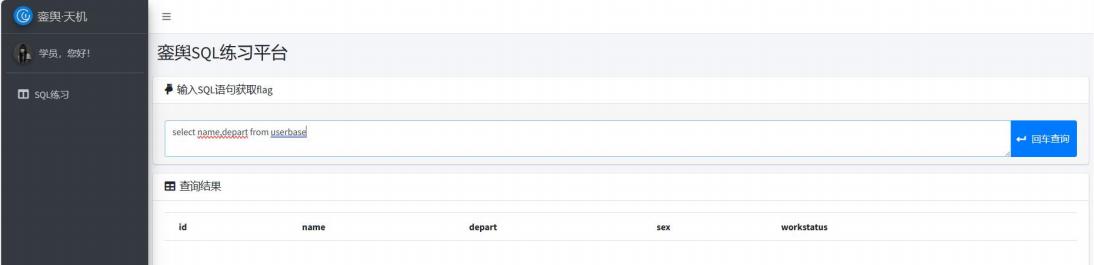 銮舆·天机
学员，您好！
SQL练习
銮舆SQL练习平台
输入SQL语句获取flag
select name,depart from userbase
回车查询
查询结果
id name depart sex workstatus